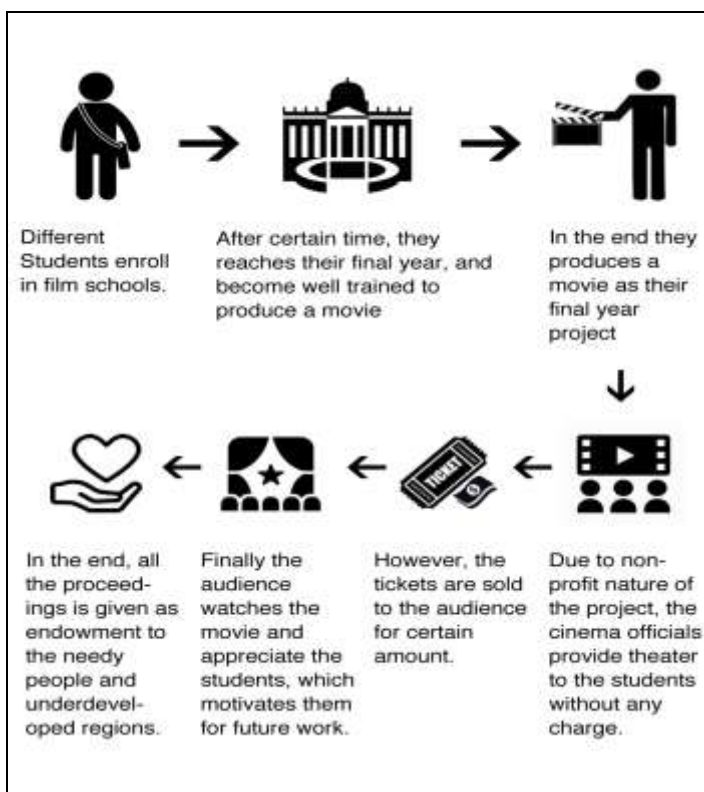 Different
Students enroll
in film schools.
After certain time, they
reaches their final year, and
become well trained to
produce a movie
In the end they
produces a
movie as their
final year
project
TICKET
$
Due to non-
profit nature of
the project, the
cinema officials
provide theater
to the students
without any
charge.
However, the
tickets are sold
to the audience
for certain
amount.
Finally the
audience
watches the
movie and
appreciate the
students, which
motivates them
for future work.
In the end, all
the proceed-
ings is given as
endowment to
the needy
people and
underdevel-
oped regions.